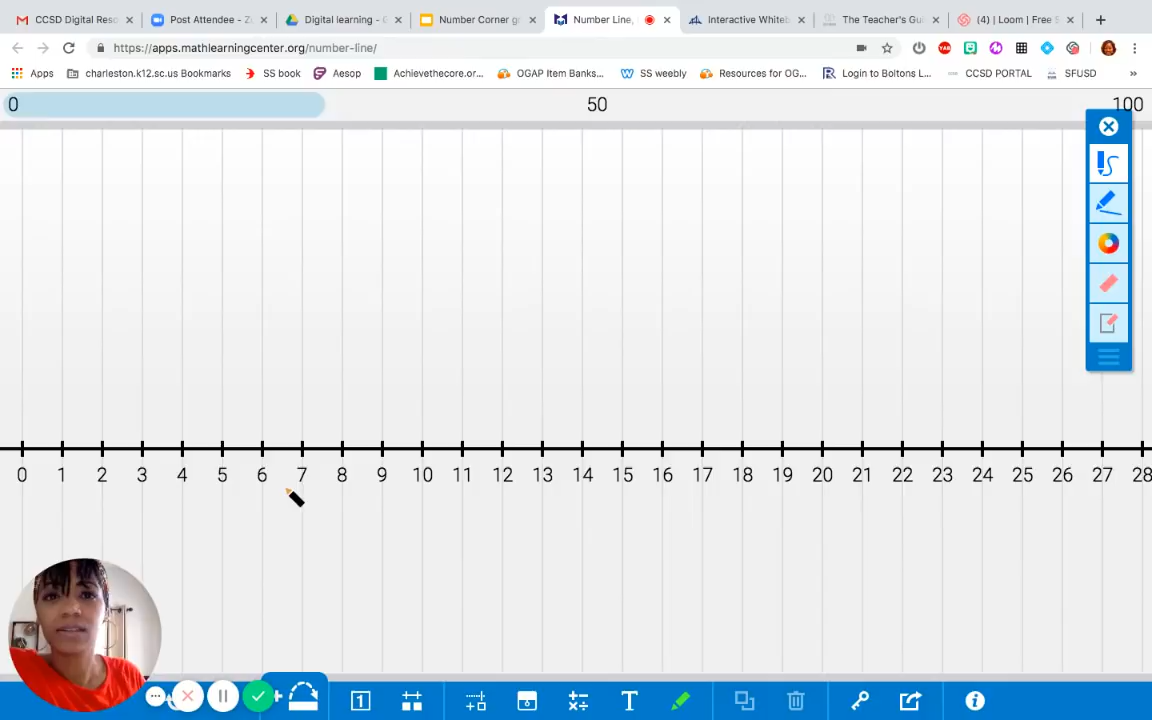 CCSD Digital Reso
Post Attendee - Z
Digital learning - G
Number Corner gr
Number Line,
Interactive Whiteb
The Teacher's Gui
(4) | Loom | Free S
https://apps.mathlearningcenter.org/number-line/
YAB
Apps
charleston.k12.sc.us Bookmarks
SS book
Aesop
Achievethecore.or...
OGAP Item Banks...
SS weebly
Resources for OG...
Login to Boltons L...
CCSD PORTAL
SFUSD
»
0 50 100
0 1 2 3 4 5 6 7 8 9 10 11 12 13 14 15 16 17 18 19 20 21 22 23 24 25 26 27 28
1
T